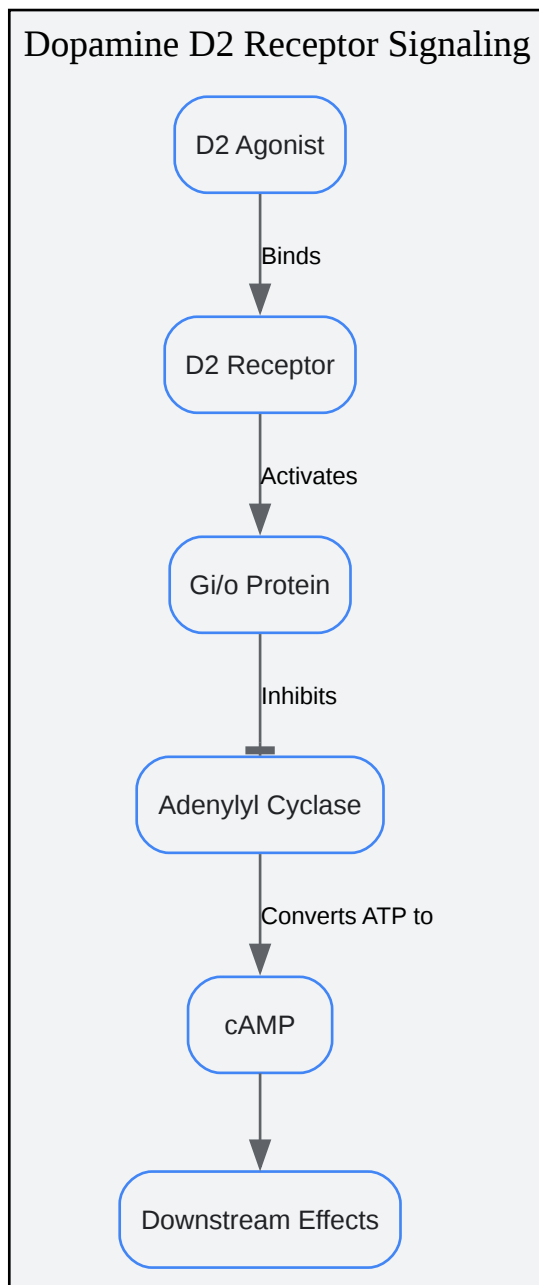 Dopamine D2 Receptor Signaling
D2 Agonist
Binds
D2 Receptor
Activates
Gi/o Protein
Inhibits
Adenylyl Cyclase
Converts ATP to
cAMP
Downstream Effects